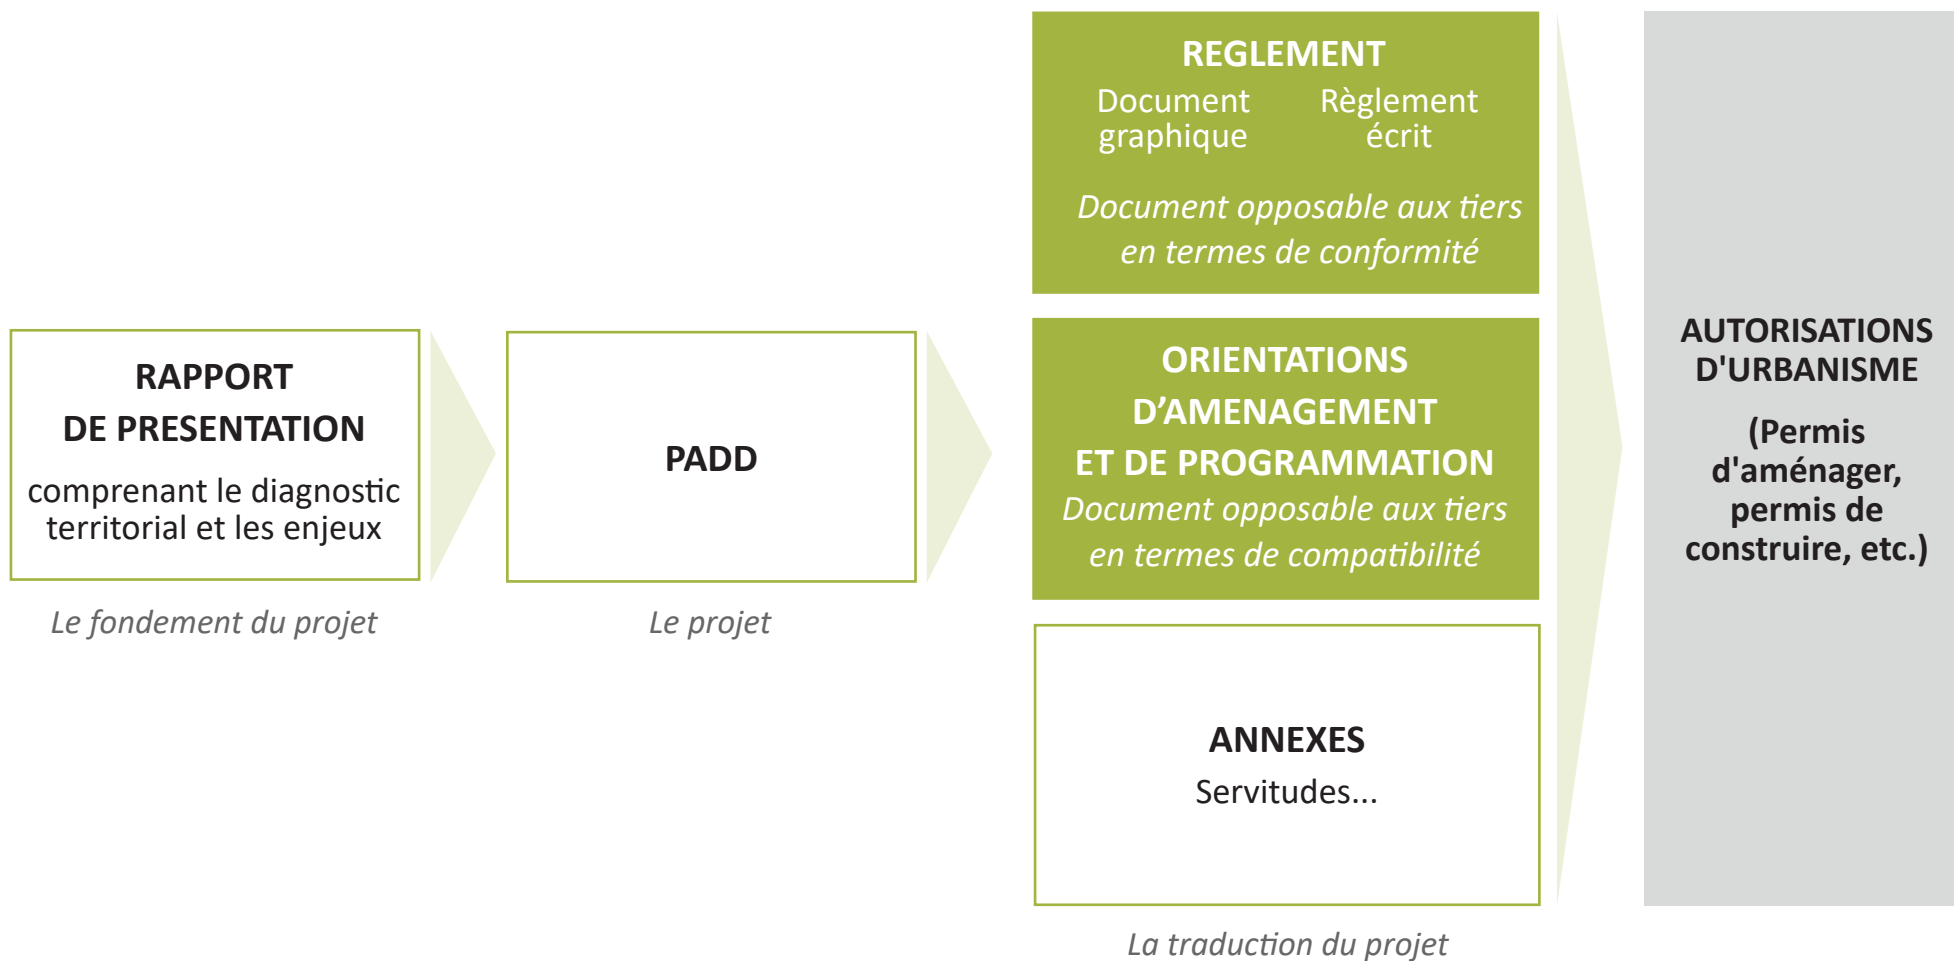 RAPPORT
DE PRESENTATION
comprenant le diagnostic
territorial et les enjeux
Le fondement du projet
PADD
Le projet
REGLEMENT
Document
graphique
Règlement
écrit
Document opposable aux tiers
en termes de conformité
ORIENTATIONS
D’AMENAGEMENT
ET DE PROGRAMMATION
Document opposable aux tiers
en termes de compatibilité
ANNEXES
Servitudes...
La traduction du projet
AUTORISATIONS
D'URBANISME
(Permis
d'aménager,
permis de
construire, etc.)